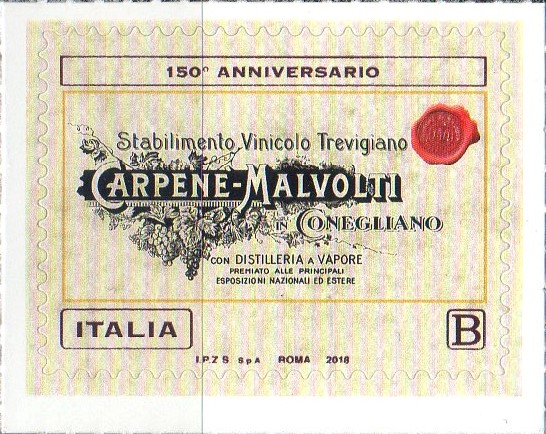 150° ANNIVERSARIO
Stabilimento Vinicolo Trevigiano
CARPENÈ-MALVOLTI
IN CONEGLIANO
CON DISTILLERIA A VAPORE
PREMIATO ALLE PRINCIPALI
ESPOSIZIONI NAZIONALI ED ESTERE
ITALIA
B
I.P.Z.S. S.p.A. ROMA 2018